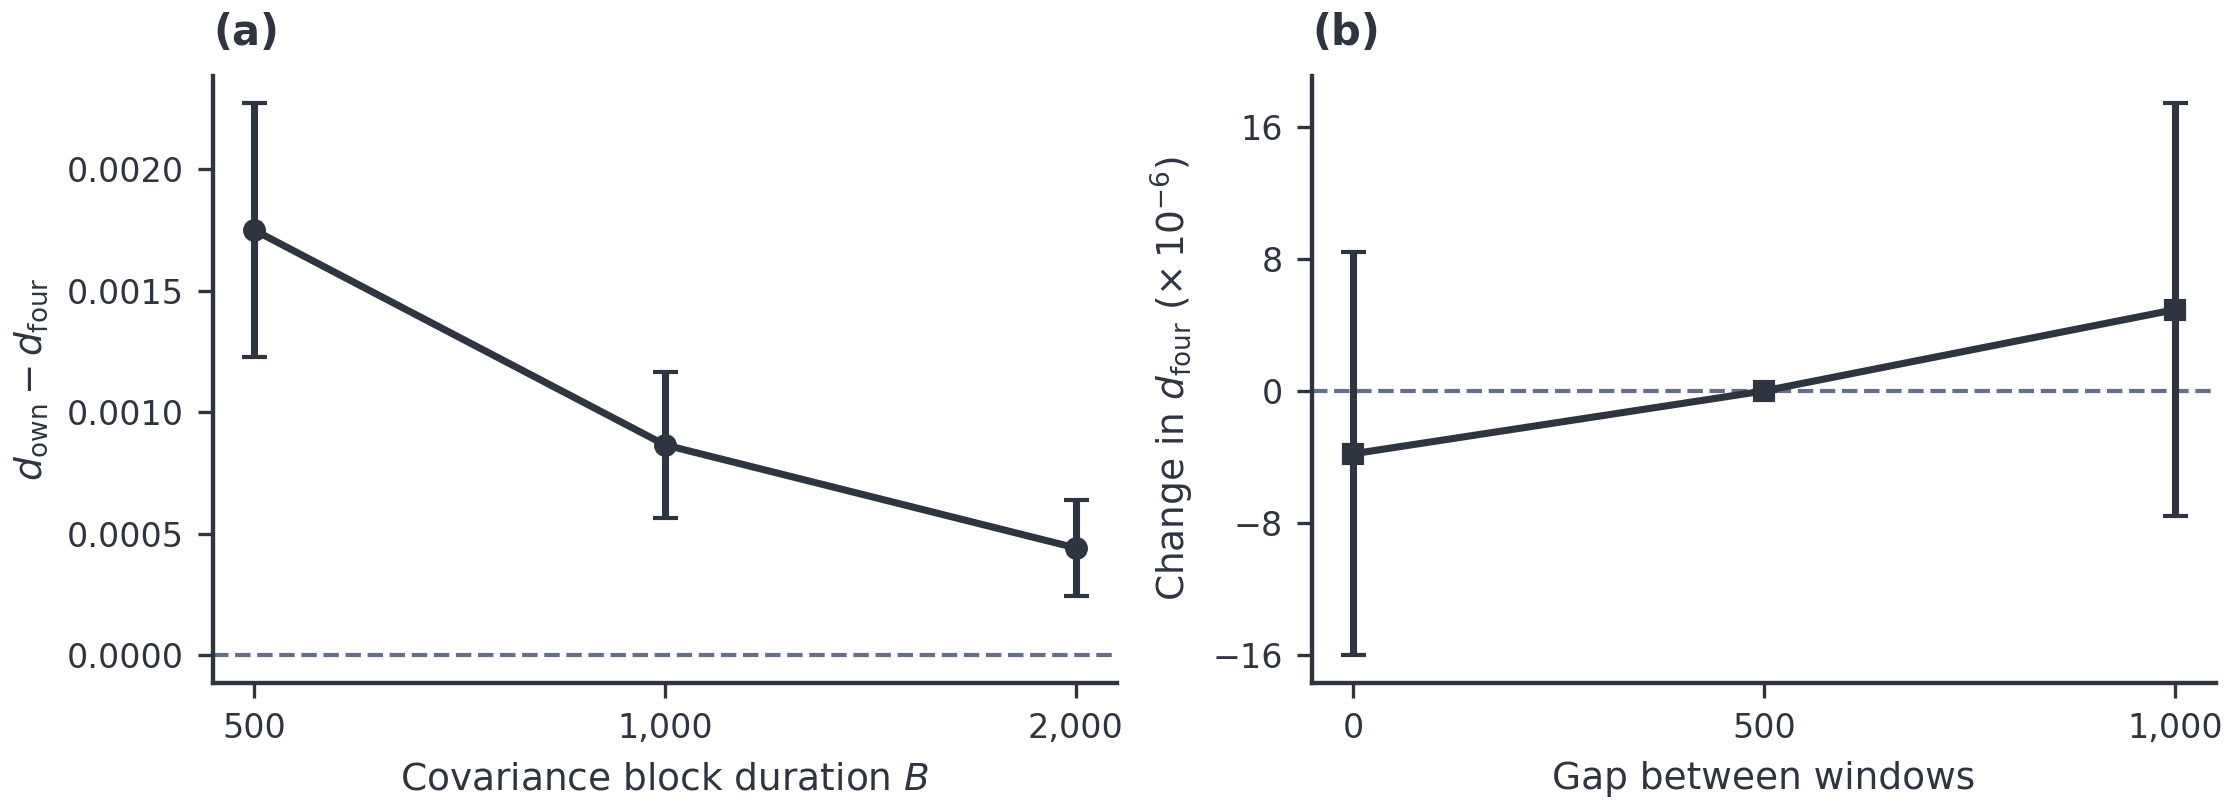 (a)
0.0020
0.0015
0.0010
0.0005
0.0000
d_own − d_four
500 1,000 2,000
Covariance block duration B
(b)
16
8
0
−8
−16
Change in d_four (× 10⁻⁶)
0 500 1,000
Gap between windows